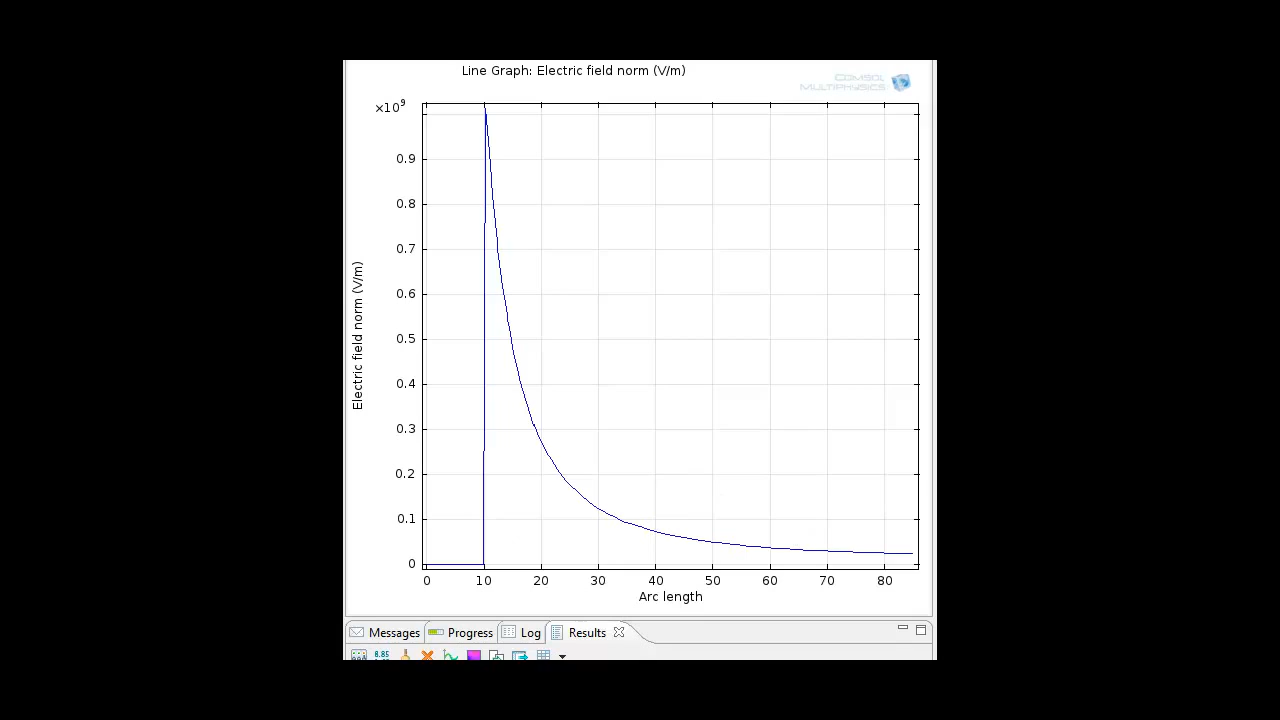 Line Graph: Electric field norm (V/m)
COMSOL
MULTIPHYSICS
×10⁹
0.9
0.8
0.7
0.6
0.5
0.4
0.3
0.2
0.1
0
Electric field norm (V/m)
0 10 20 30 40 50 60 70 80
Arc length
Messages Progress Log Results
8.85